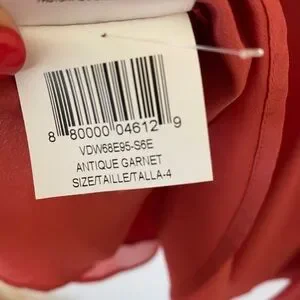 8 80000 04612 9
VDW68E95-S6E
ANTIQUE GARNET
SIZE/TAILLE/TALLA-4